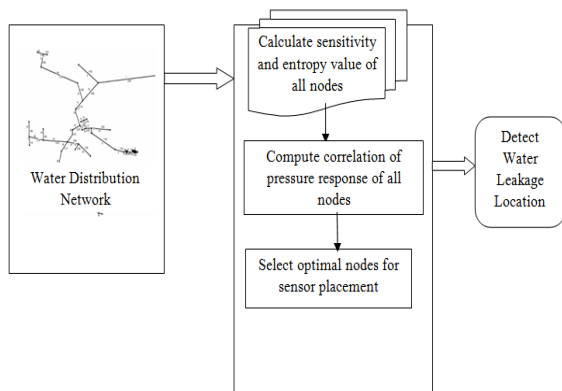 Water Distribution
Network
Calculate sensitivity
and entropy value of
all nodes
Compute correlation of
pressure response of all
nodes
Select optimal nodes for
sensor placement
Detect
Water
Leakage
Location